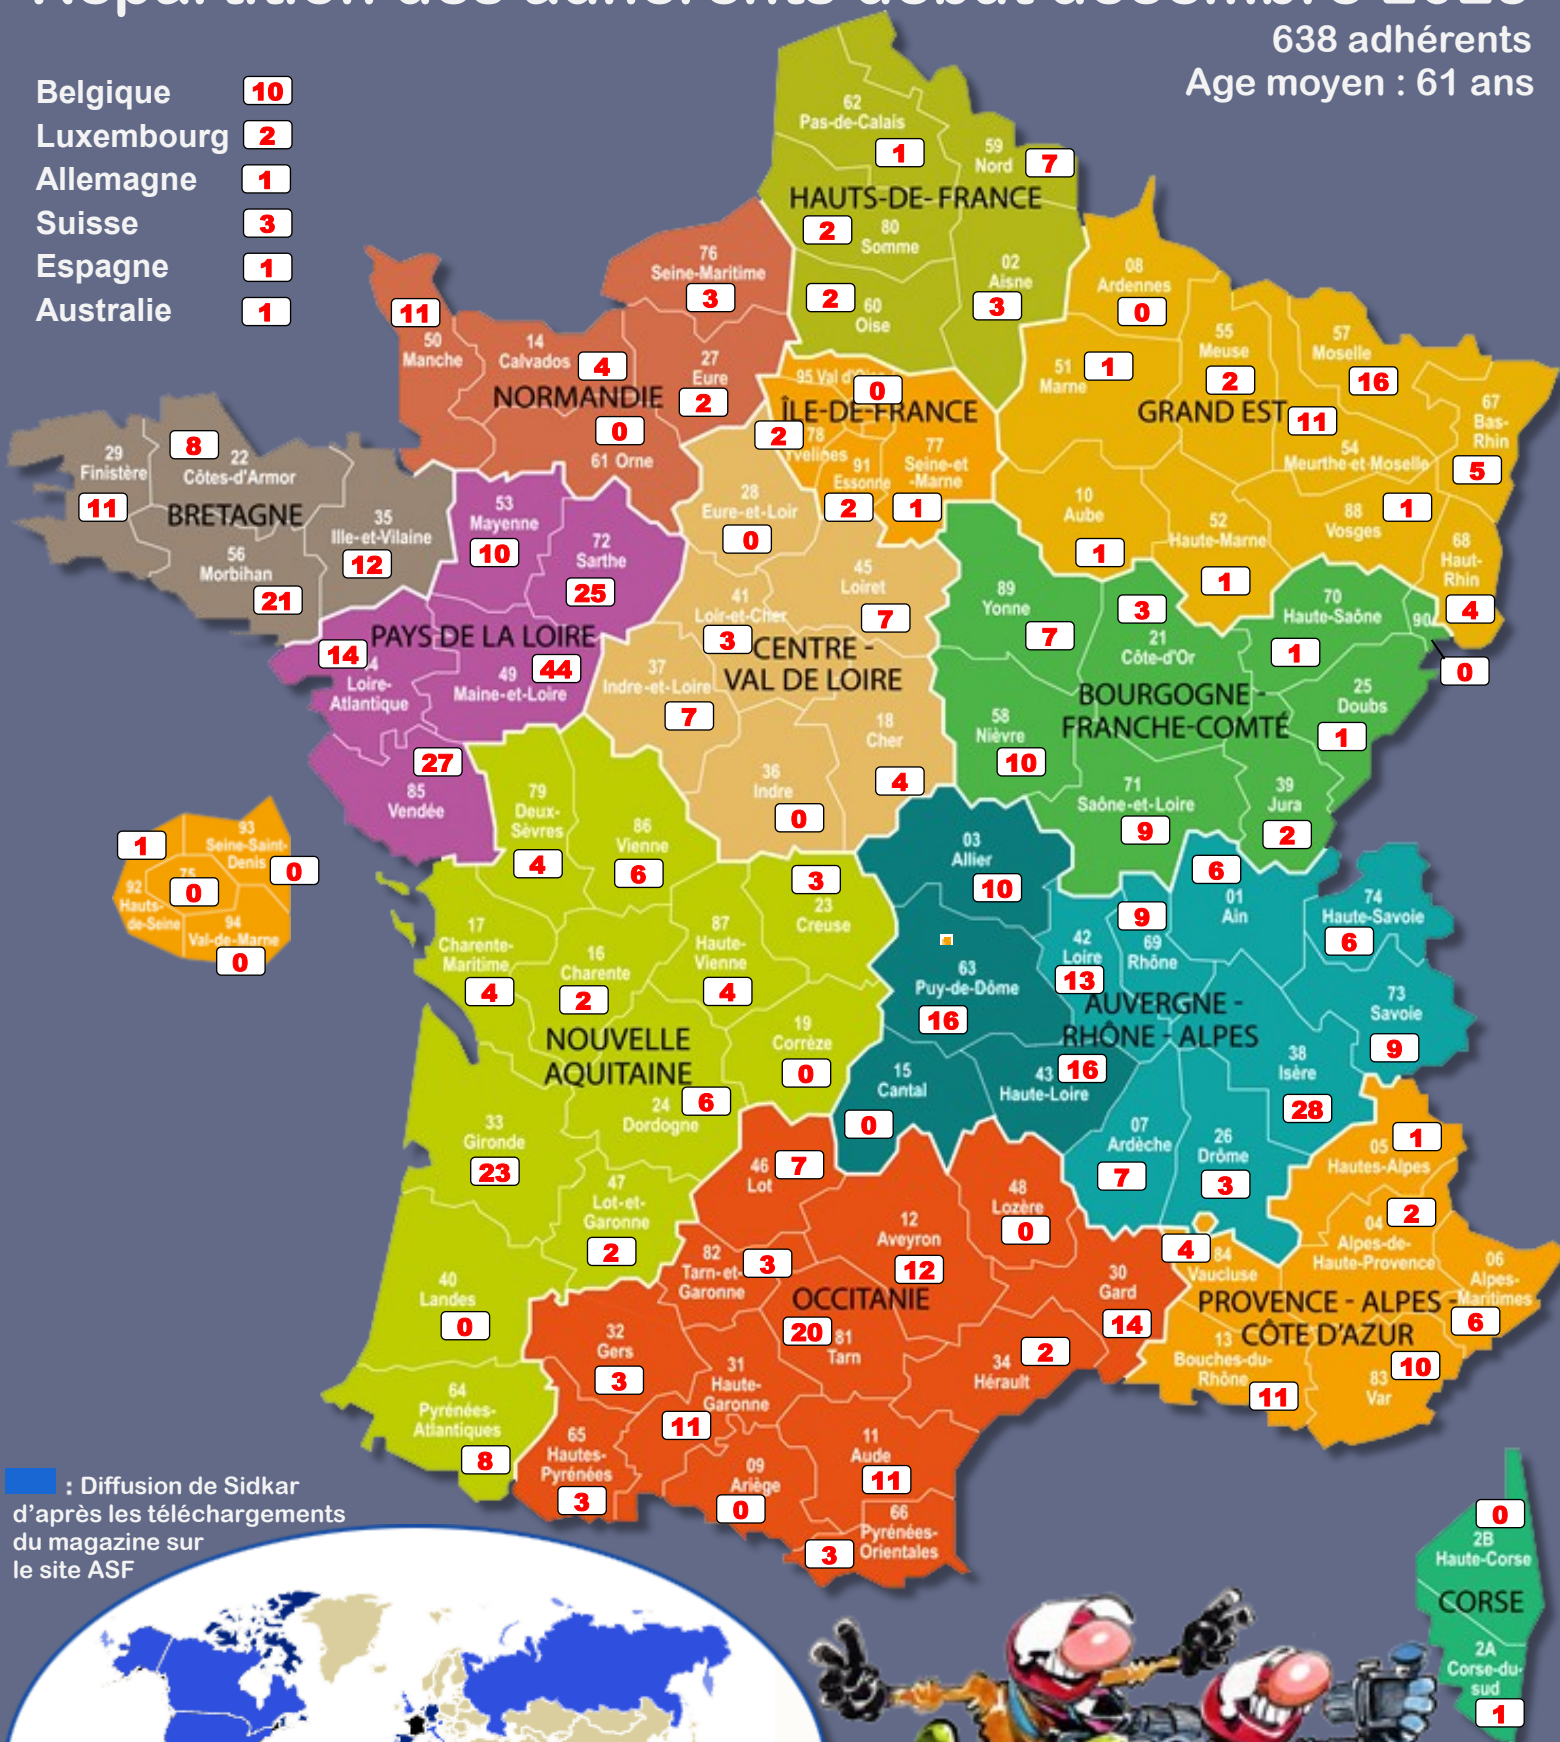 Répartition des adhérents début décembre
638 adhérents
Age moyen : 61 ans
Belgique 10
Luxembourg 2
Allemagne 1
Suisse 3
Espagne 1
Australie 1
62
Pas-de-Calais
1
59
Nord
7
HAUTS-DE-FRANCE
2
80
Somme
2
60
Oise
02
Aisne
3
76
Seine-Maritime
3
11
50
Manche
14
Calvados
4
27
Eure
2
NORMANDIE
0
61 Orne
08
Ardennes
0
51
Marne
1
55
Meuse
2
57
Moselle
16
GRAND EST
11
54
Meurthe-et-Moselle
67
Bas-
Rhin
5
10
Aube
1
52
Haute-Marne
1
88
Vosges
1
68
Haut-
Rhin
4
95 Val
0
ÎLE-DE-FRANCE
2
78
Yvelines
91
Essonne
2
77
Seine-et
-Marne
1
29
Finistère
11
8
22
Côtes-d'Armor
BRETAGNE
35
Ille-et-Vilaine
12
56
Morbihan
21
53
Mayenne
10
72
Sarthe
25
PAYS DE LA LOIRE
14
4
Loire-
Atlantique
49
Maine-et-Loire
44
27
85
Vendée
28
Eure-et-Loir
0
45
Loiret
7
41
Loir-et-Cher
3
CENTRE -
VAL DE LOIRE
37
Indre-et-Loire
7
18
Cher
4
36
Indre
0
89
Yonne
7
3
21
Côte-d'Or
70
Haute-Saône
1
90
0
BOURGOGNE -
FRANCHE-COMTÉ
25
Doubs
1
58
Nièvre
10
71
Saône-et-Loire
9
39
Jura
2
1
93
Seine-Saint-
Denis
0
75
0
92
Hauts-
de-Seine
94
Val-de-Marne
0
79
Deux-
Sèvres
4
86
Vienne
6
3
23
Creuse
17
Charente-
Maritime
4
16
Charente
2
87
Haute-
Vienne
4
19
Corrèze
0
NOUVELLE
AQUITAINE
6
24
Dordogne
33
Gironde
23
47
Lot-et-
Garonne
2
40
Landes
0
64
Pyrénées-
Atlantiques
8
03
Allier
10
63
Puy-de-Dôme
16
15
Cantal
0
43
Haute-Loire
16
42
Loire
13
9
69
Rhône
6
01
Ain
74
Haute-Savoie
6
73
Savoie
9
AUVERGNE -
RHÔNE - ALPES
38
Isère
28
07
Ardèche
7
26
Drôme
3
46
Lot
7
12
Aveyron
12
48
Lozère
0
82
Tarn-et-
Garonne
3
OCCITANIE
30
Gard
14
20
81
Tarn
32
Gers
3
31
Haute-
Garonne
11
34
Hérault
2
65
Hautes-
Pyrénées
3
09
Ariège
0
11
Aude
11
66
Pyrénées-
Orientales
3
1
05
Hautes-Alpes
2
04
Alpes-de-
Haute-Provence
4
84
Vaucluse
06
Alpes-
Maritimes
6
PROVENCE - ALPES -
CÔTE D'AZUR
13
Bouches-du-
Rhône
11
10
83
Var
0
2B
Haute-Corse
CORSE
2A
Corse-du-
sud
1
: Diffusion de Sidkar
d'après les téléchargements
du magazine sur
le site ASF